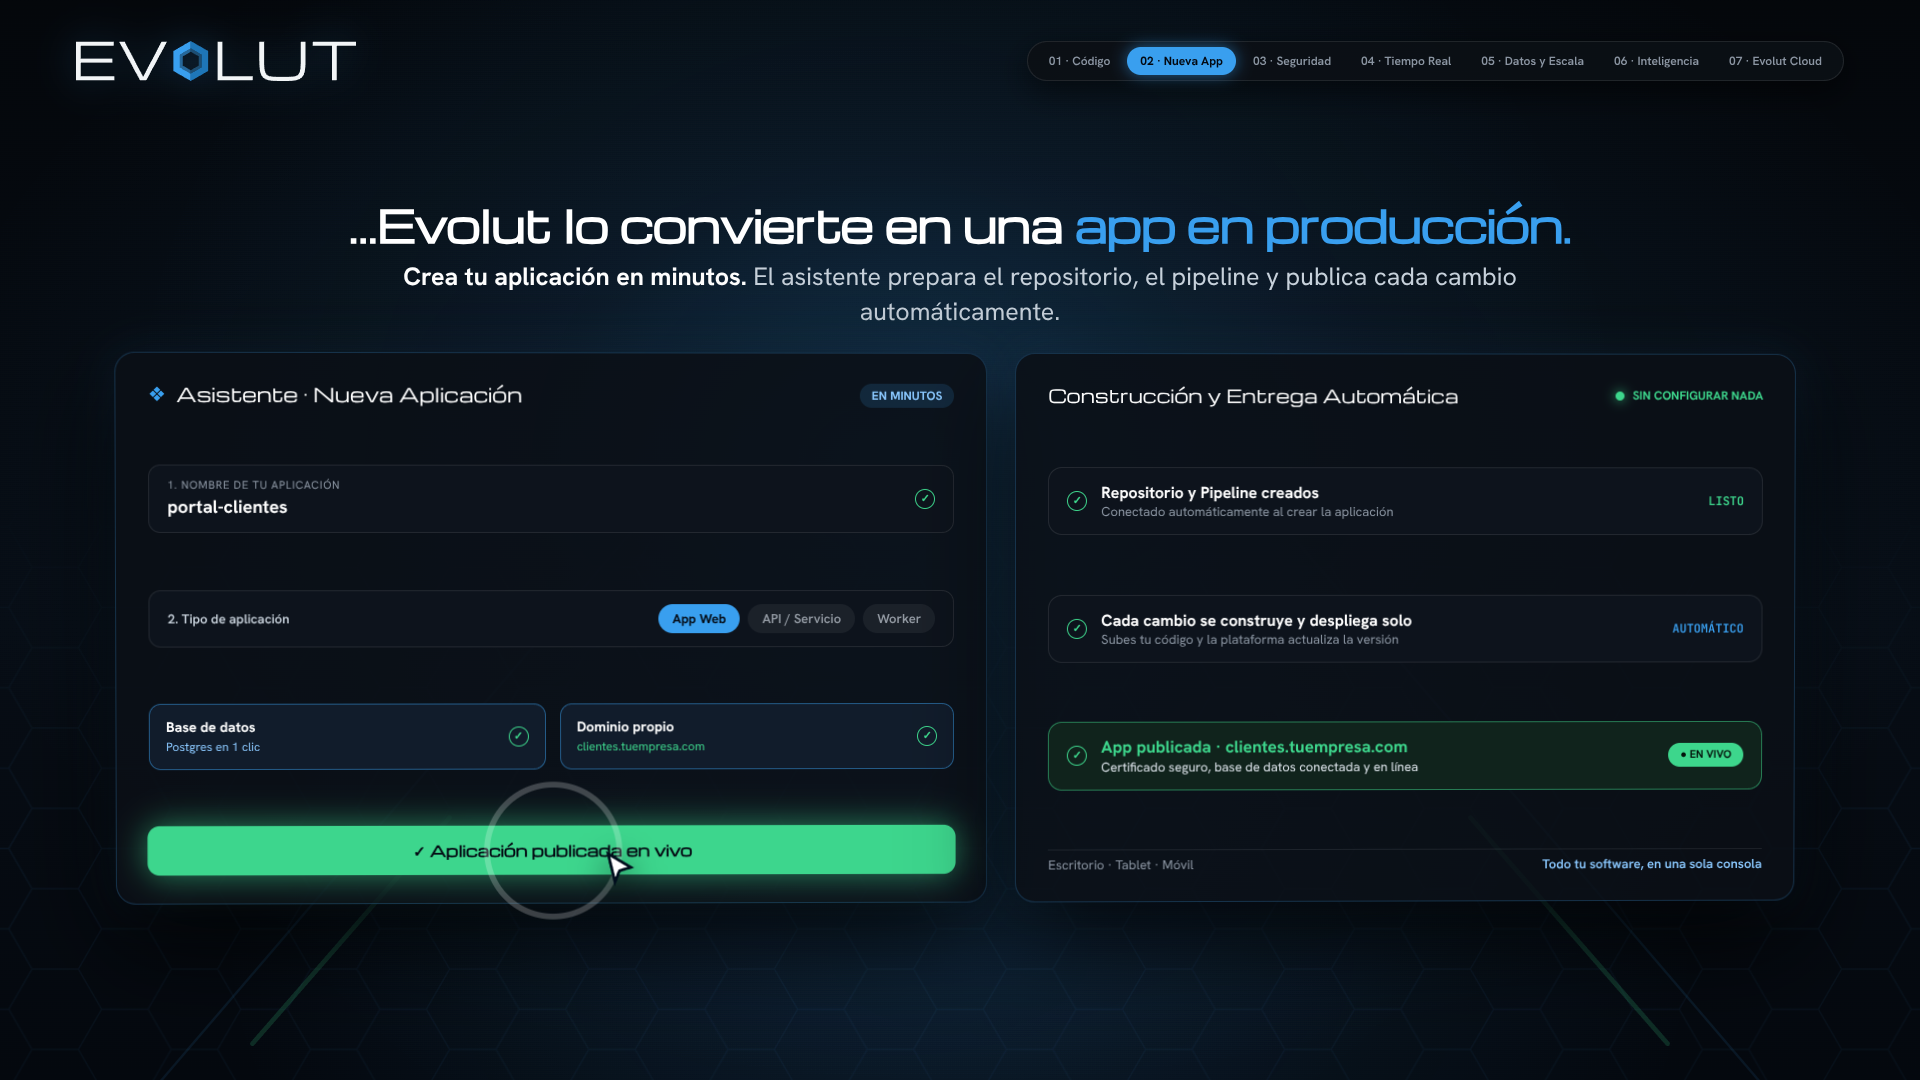 EVOLUT
01 · Código
02 · Nueva App
03 · Seguridad
04 · Tiempo Real
05 · Datos y Escala
06 · Inteligencia
07 · Evolut Cloud
...Evolut lo convierte en una app en producción.
Crea tu aplicación en minutos. El asistente prepara el repositorio, el pipeline y publica cada cambio
automáticamente.
Asistente · Nueva Aplicación
EN MINUTOS
1. NOMBRE DE TU APLICACIÓN
portal-clientes
2. Tipo de aplicación
App Web
API / Servicio
Worker
Base de datos
Postgres en 1 clic
Dominio propio
clientes.tuempresa.com
✓ Aplicación publicada en vivo
Construcción y Entrega Automática
SIN CONFIGURAR NADA
Repositorio y Pipeline creados
Conectado automáticamente al crear la aplicación
LISTO
Cada cambio se construye y despliega solo
Subes tu código y la plataforma actualiza la versión
AUTOMÁTICO
App publicada · clientes.tuempresa.com
Certificado seguro, base de datos conectada y en línea
• EN VIVO
Escritorio · Tablet · Móvil
Todo tu software, en una sola consola